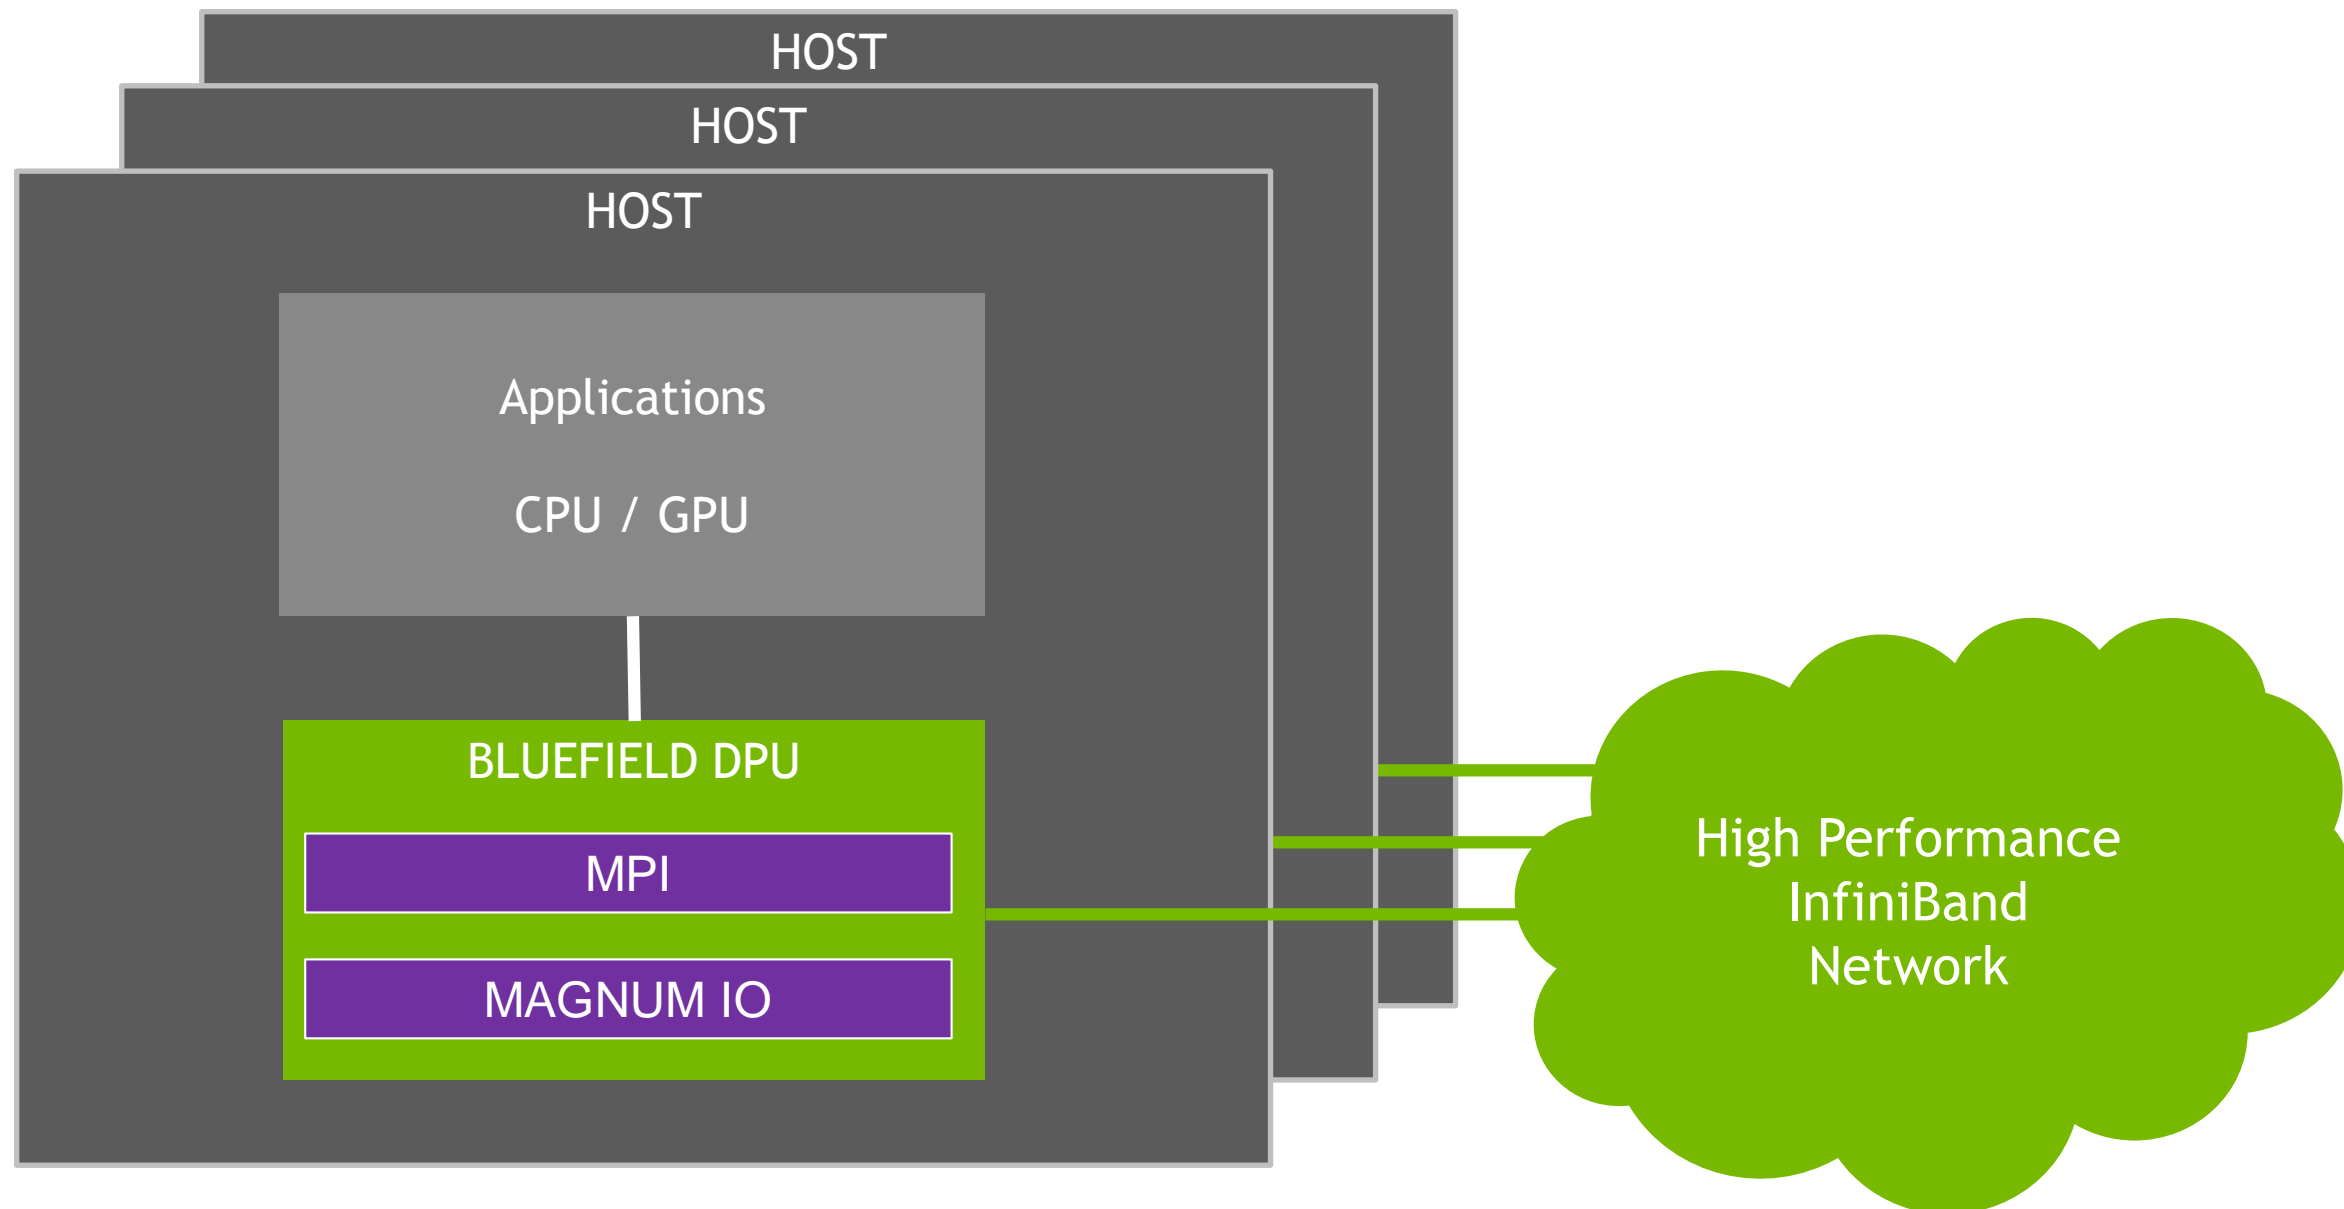 HOST
HOST
HOST
Applications
CPU / GPU
BLUEFIELD DPU
MPI
MAGNUM IO
High Performance
InfiniBand
Network